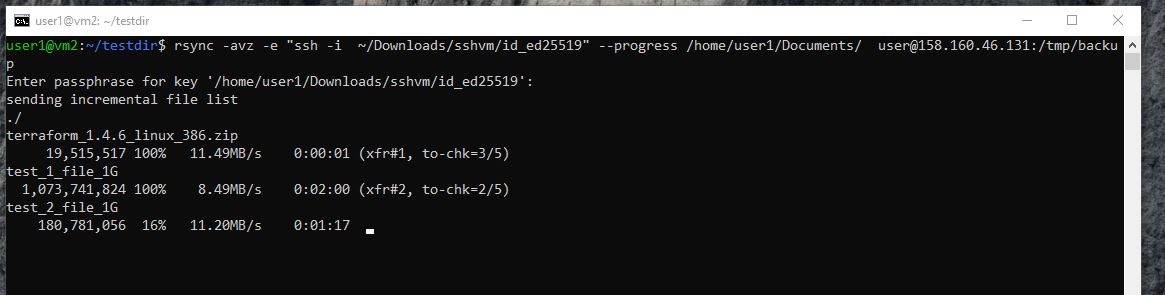 user1@vm2: ~/testdir
user1@vm2:~/testdir$ rsync -avz -e "ssh -i  ~/Downloads/sshvm/id_ed25519" --progress /home/user1/Documents/  user@158.160.46.131:/tmp/backu
p
Enter passphrase for key '/home/user1/Downloads/sshvm/id_ed25519':
sending incremental file list
./
terraform_1.4.6_linux_386.zip
     19,515,517 100%   11.49MB/s    0:00:01 (xfr#1, to-chk=3/5)
test_1_file_1G
  1,073,741,824 100%    8.49MB/s    0:02:00 (xfr#2, to-chk=2/5)
test_2_file_1G
    180,781,056  16%   11.20MB/s    0:01:17